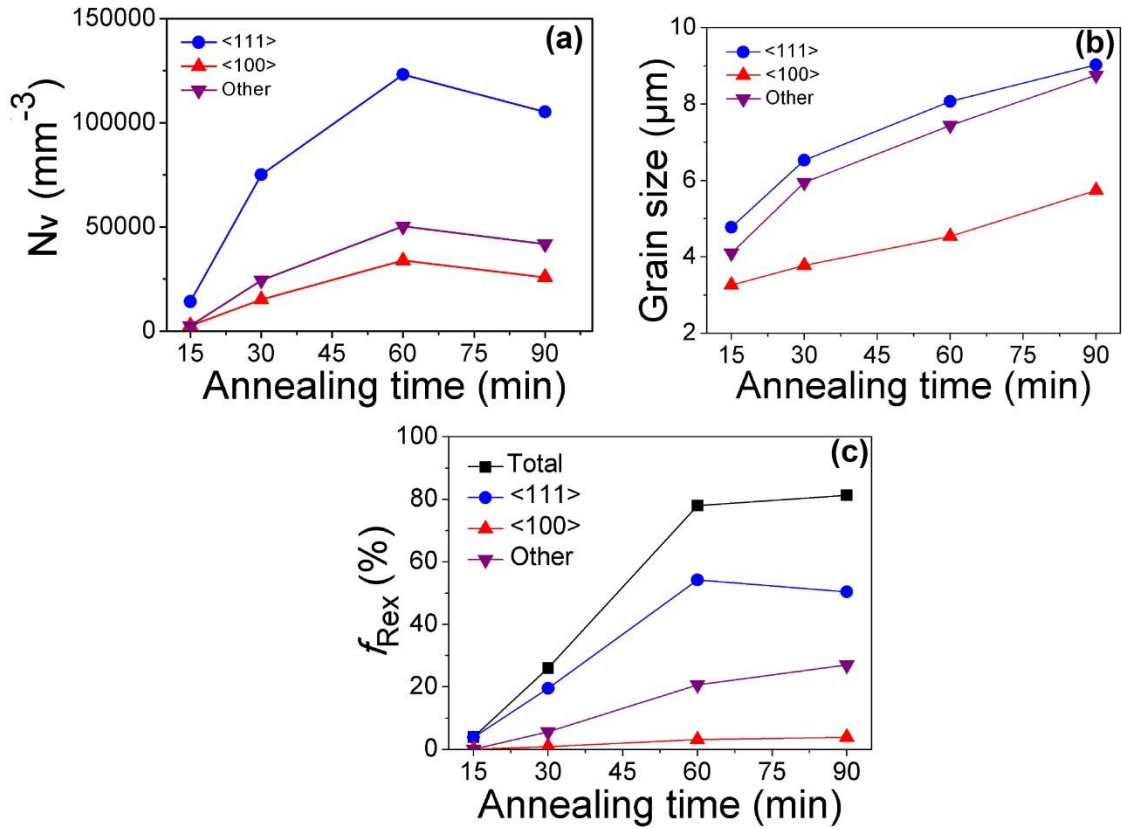 (a)
<111>
<100>
Other
Nv (mm-3)
150000
100000
50000
0
15 30 45 60 75 90
Annealing time (min)
(b)
<111>
<100>
Other
Grain size (μm)
10
8
6
4
2
15 30 45 60 75 90
Annealing time (min)
(c)
Total
<111>
<100>
Other
fRex (%)
100
80
60
40
20
0
15 30 45 60 75 90
Annealing time (min)